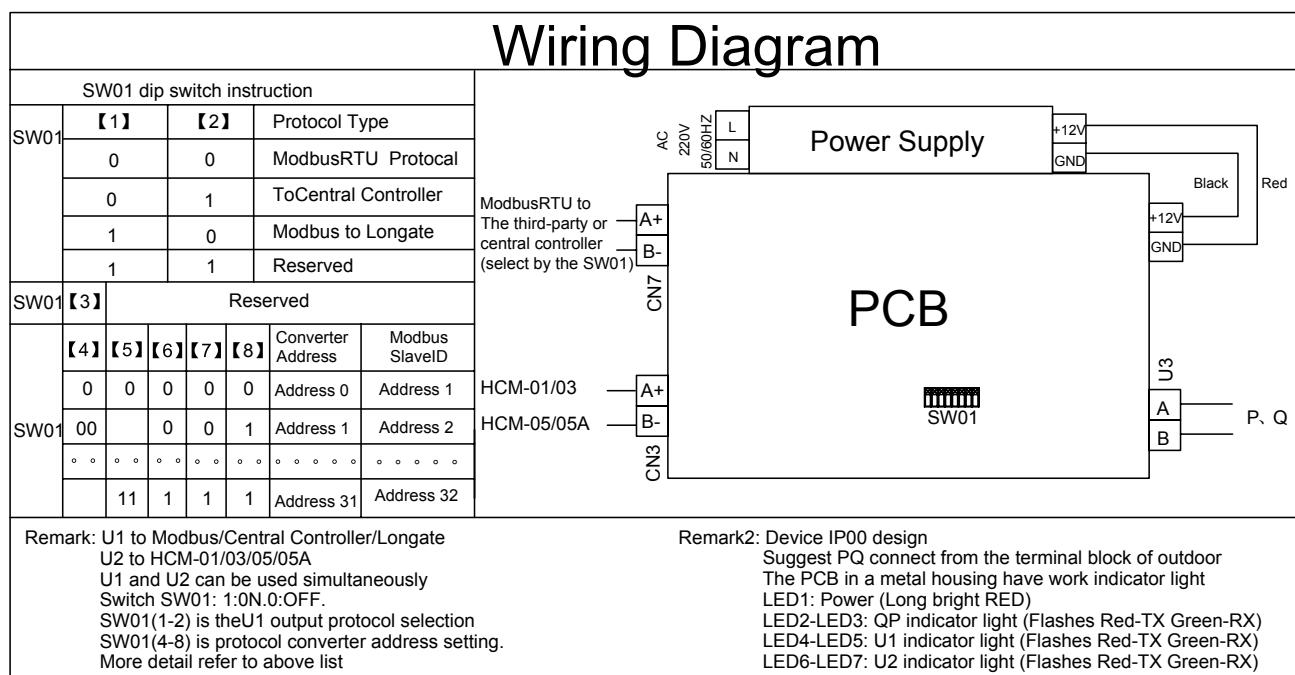 Wiring Diagram
SW01 dip switch instruction
SW01 【1】 【2】 Protocol Type
0 0 ModbusRTU Protocal
0 1 ToCentral Controller
1 0 Modbus to Longate
1 1 Reserved
SW01 【3】 Reserved
SW01 【4】 【5】 【6】 【7】 【8】 Converter Address Modbus SlaveID
0 0 0 0 0 Address 0 Address 1
00 0 0 1 Address 1 Address 2
。。 。。 。。 。。 。。 。。。。。 。。。。。
11 1 1 1 Address 31 Address 32
AC
220V
50/60HZ
L
N
Power Supply
+12V
GND
Black
Red
+12V
GND
ModbusRTU to
The third-party or
central controller
(select by the SW01)
A+
B-
CN7
PCB
HCM-01/03
HCM-05/05A
A+
B-
CN3
SW01
U3
A
B
P、Q
Remark: U1 to Modbus/Central Controller/Longate
U2 to HCM-01/03/05/05A
U1 and U2 can be used simultaneously
Switch SW01: 1:0N.0:OFF.
SW01(1-2) is theU1 output protocol selection
SW01(4-8) is protocol converter address setting.
More detail refer to above list
Remark2: Device IP00 design
Suggest PQ connect from the terminal block of outdoor
The PCB in a metal housing have work indicator light
LED1: Power (Long bright RED)
LED2-LED3: QP indicator light (Flashes Red-TX Green-RX)
LED4-LED5: U1 indicator light (Flashes Red-TX Green-RX)
LED6-LED7: U2 indicator light (Flashes Red-TX Green-RX)